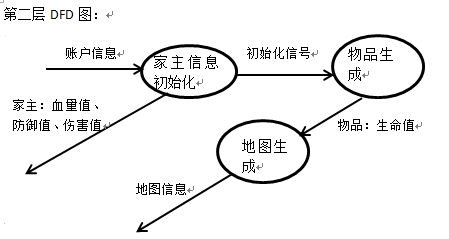 第二层 DFD 图：
账户信息
家主信息
初始化
初始化信号
物品生
成
家主：血量值、
防御值、伤害值
物品：生命值
地图生
成
地图信息